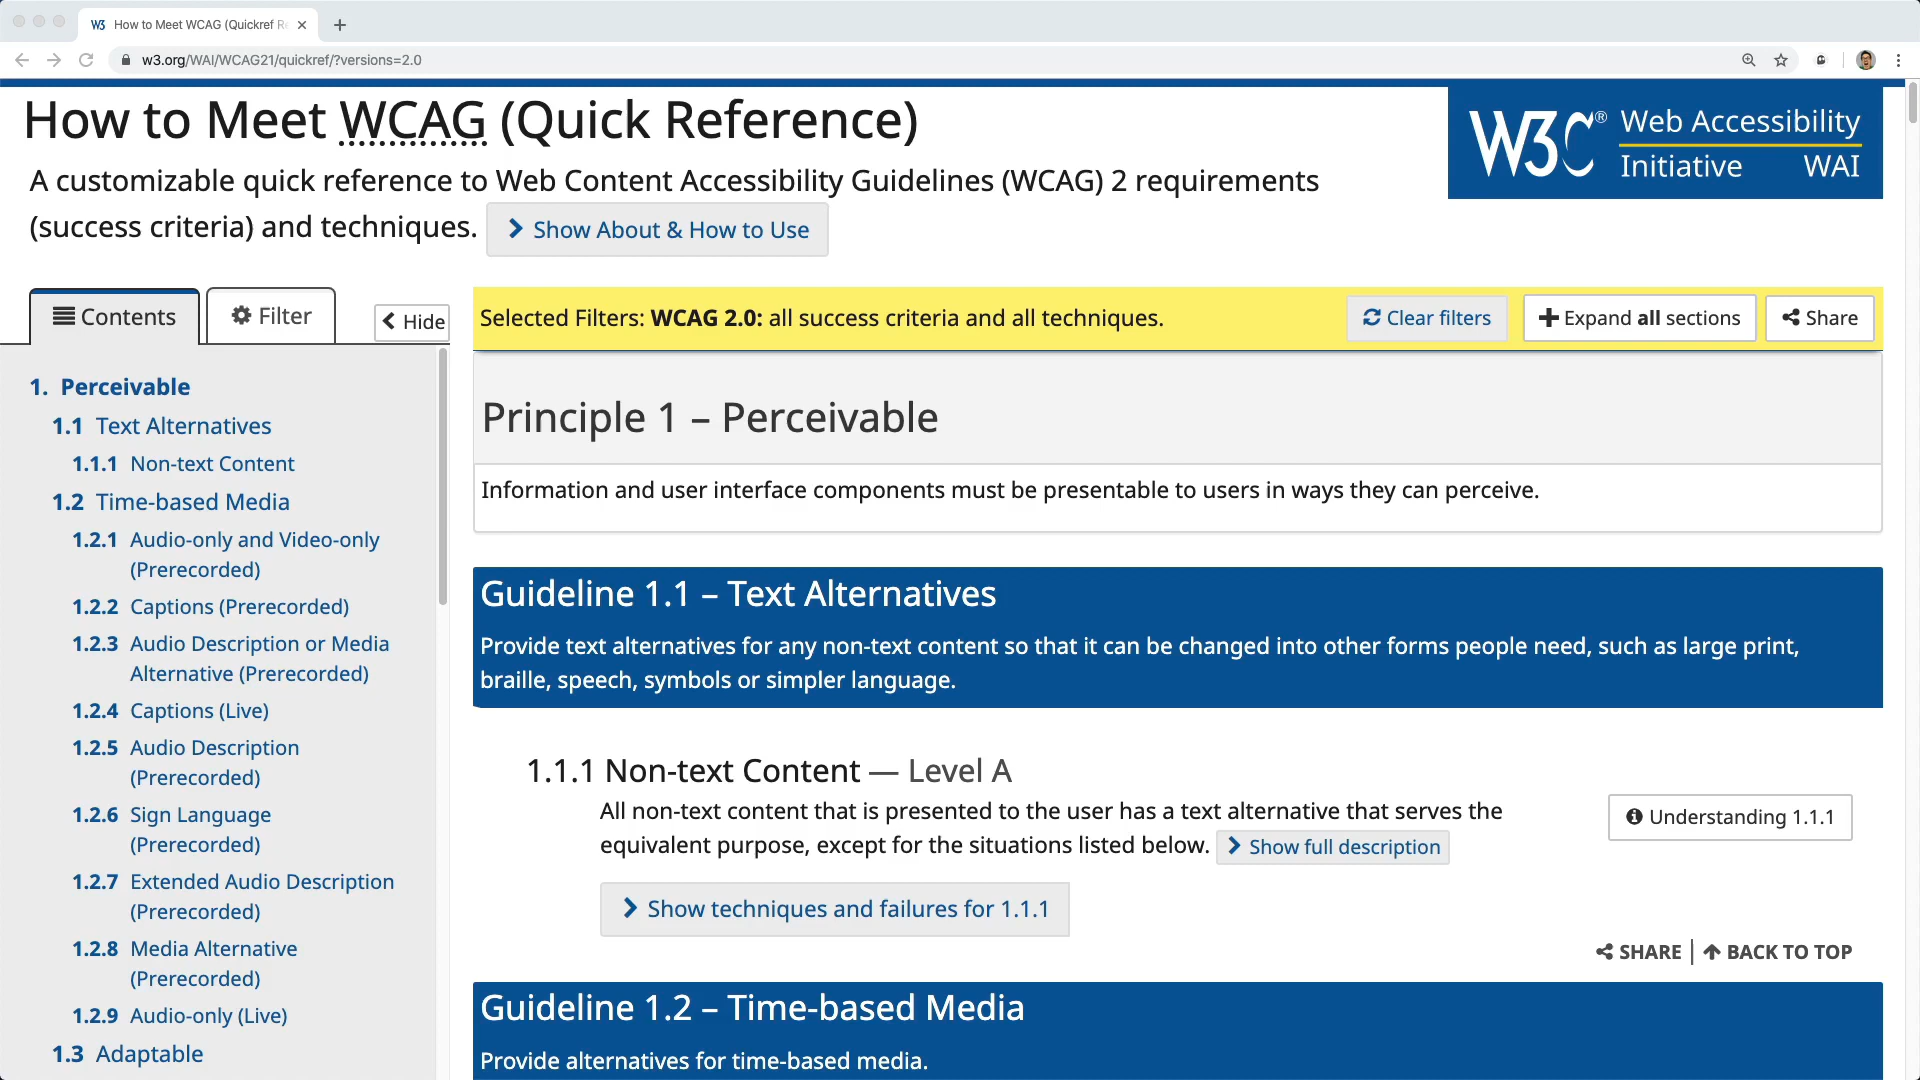 How to Meet WCAG (Quickref R
w3.org/WAI/WCAG21/quickref/?versions=2.0
How to Meet WCAG (Quick Reference)
W3C® Web Accessibility
Initiative WAI
A customizable quick reference to Web Content Accessibility Guidelines (WCAG) 2 requirements
(success criteria) and techniques. Show About & How to Use
Contents
Filter
Hide
1. Perceivable
1.1 Text Alternatives
1.1.1 Non-text Content
1.2 Time-based Media
1.2.1 Audio-only and Video-only
(Prerecorded)
1.2.2 Captions (Prerecorded)
1.2.3 Audio Description or Media
Alternative (Prerecorded)
1.2.4 Captions (Live)
1.2.5 Audio Description
(Prerecorded)
1.2.6 Sign Language
(Prerecorded)
1.2.7 Extended Audio Description
(Prerecorded)
1.2.8 Media Alternative
(Prerecorded)
1.2.9 Audio-only (Live)
1.3 Adaptable
Selected Filters: WCAG 2.0: all success criteria and all techniques.
Clear filters
Expand all sections
Share
Principle 1 – Perceivable
Information and user interface components must be presentable to users in ways they can perceive.
Guideline 1.1 – Text Alternatives
Provide text alternatives for any non-text content so that it can be changed into other forms people need, such as large print,
braille, speech, symbols or simpler language.
1.1.1 Non-text Content — Level A
All non-text content that is presented to the user has a text alternative that serves the
equivalent purpose, except for the situations listed below. Show full description
Understanding 1.1.1
Show techniques and failures for 1.1.1
SHARE | BACK TO TOP
Guideline 1.2 – Time-based Media
Provide alternatives for time-based media.